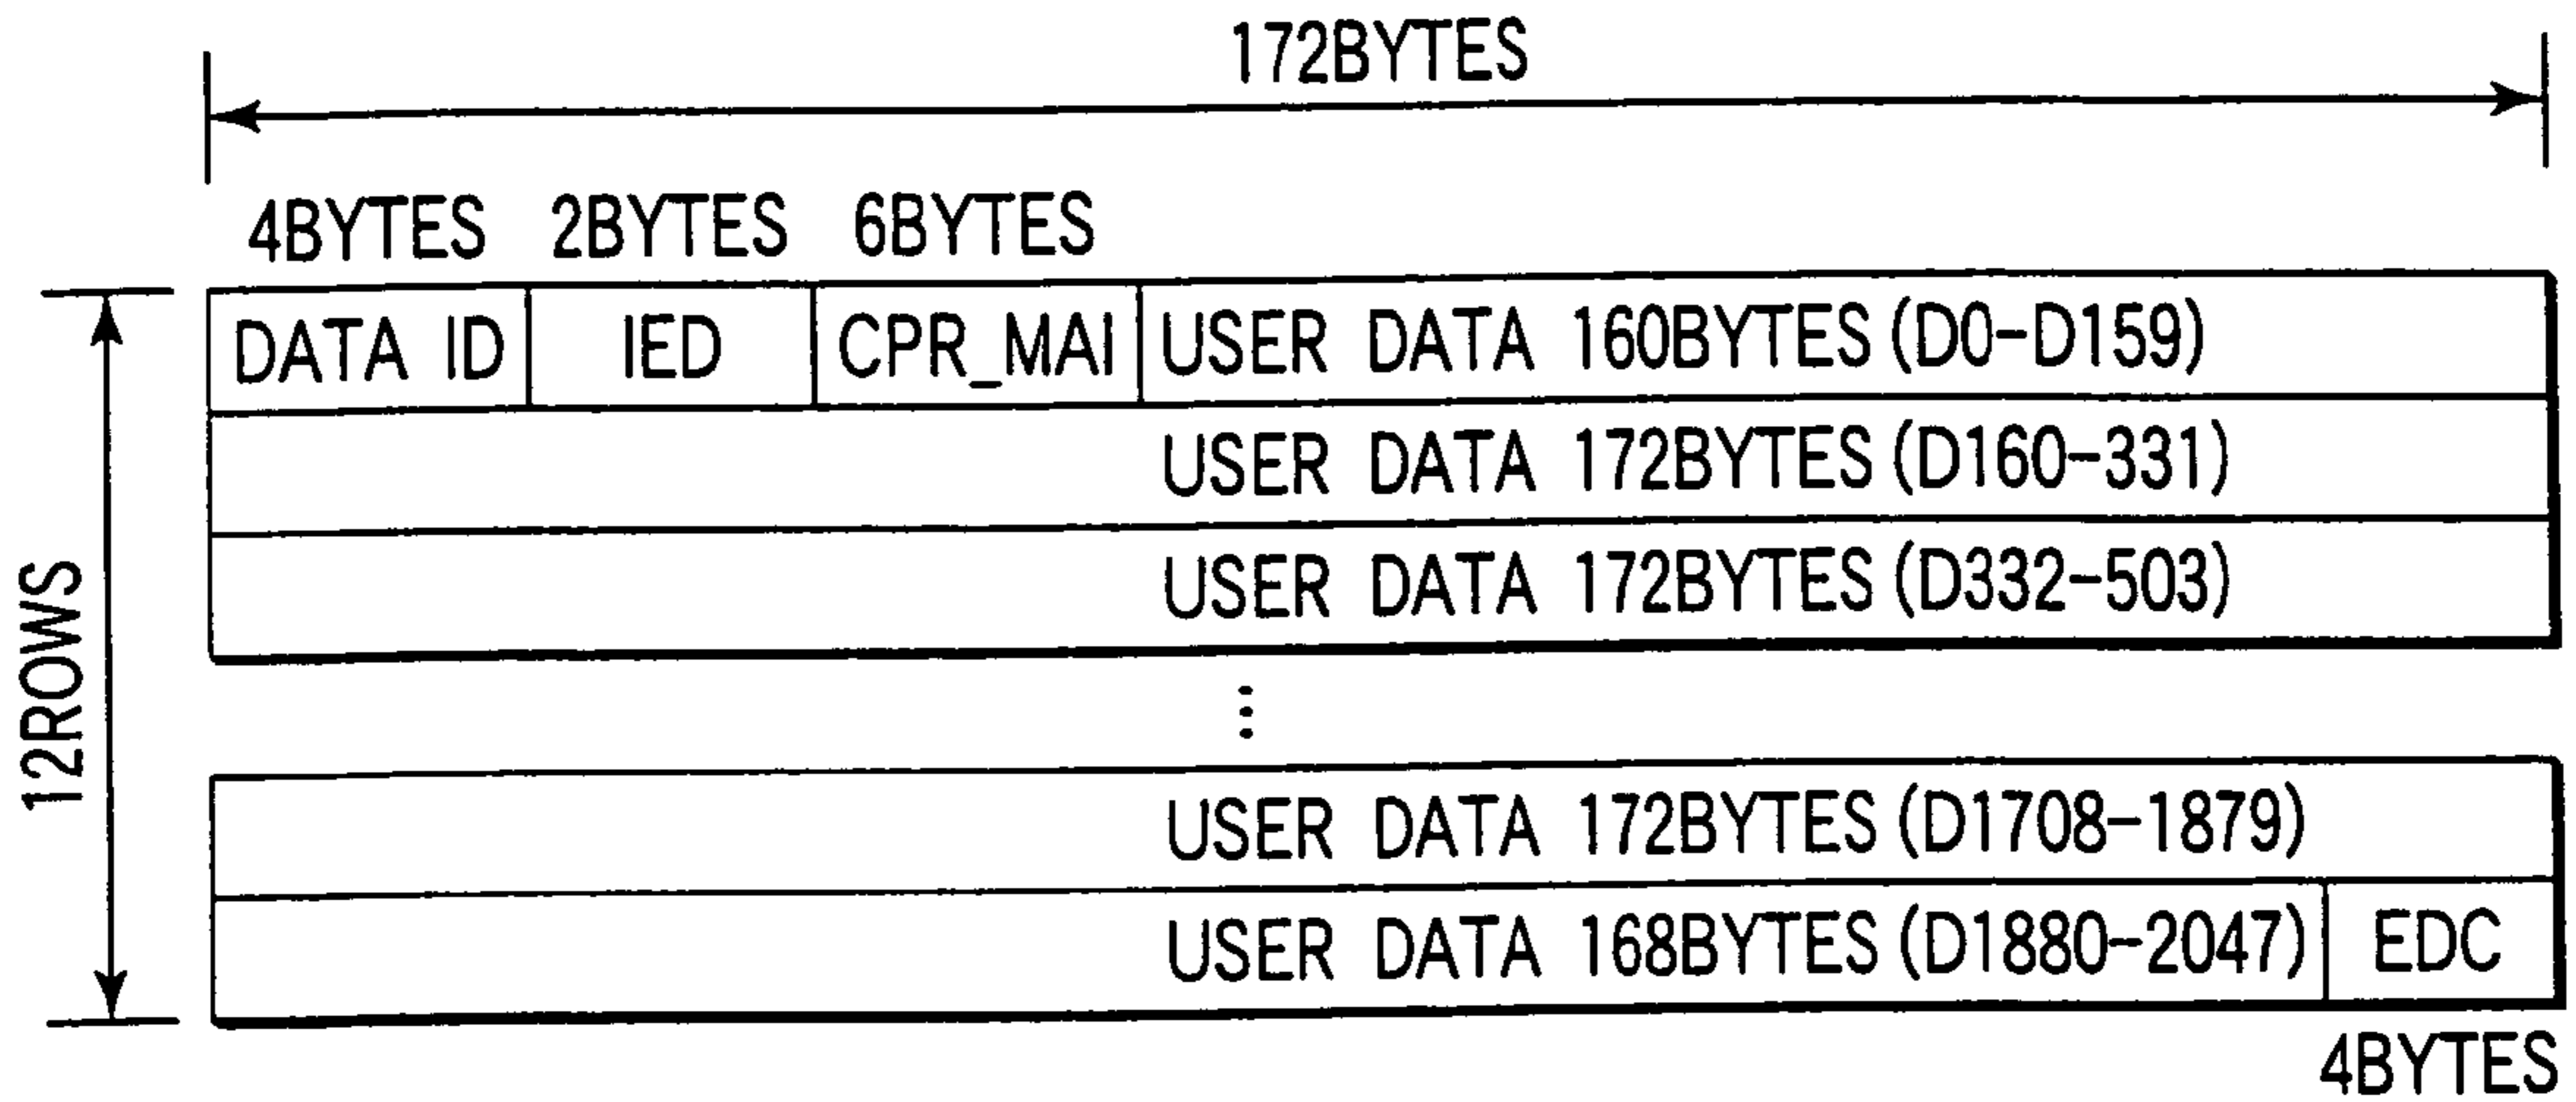 172BYTES
4BYTES 2BYTES 6BYTES
DATA ID IED CPR_MAI USER DATA 160BYTES (D0-D159)
USER DATA 172BYTES (D160-331)
USER DATA 172BYTES (D332-503)
12ROWS
USER DATA 172BYTES (D1708-1879)
USER DATA 168BYTES (D1880-2047) EDC
4BYTES